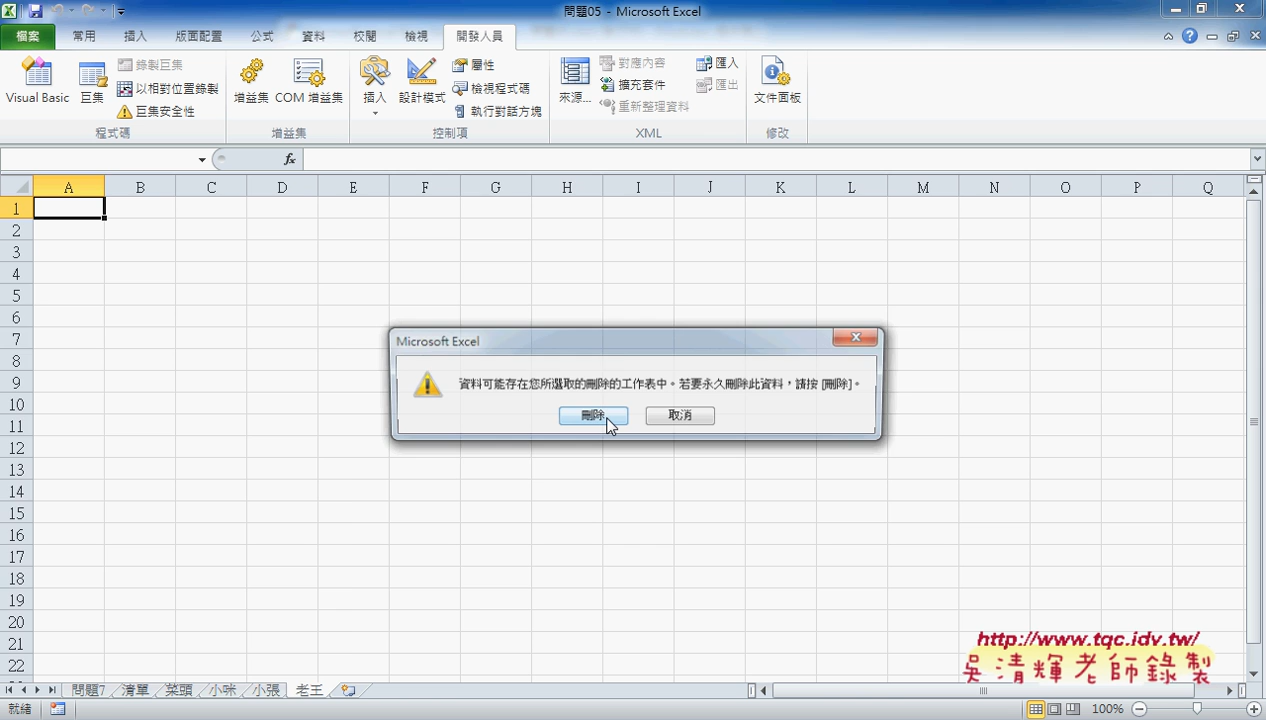 問題05 - Microsoft Excel
檔案 常用 插入 版面配置 公式 資料 校閱 檢視 開發人員
Visual Basic 巨集 錄製巨集 以相對位置錄製 巨集安全性 程式碼
增益集 COM 增益集 增益集
插入 設計模式 屬性 檢視程式碼 執行對話方塊 控制項
來源... 對應內容 擴充套件 重新整理資料 匯入 匯出 XML
文件面板 修改
fx
A B C D E F G H I J K L M N O P Q
1
2
3
4
5
6
7
8
9
10
11
12
13
14
15
16
17
18
19
20
21
22
Microsoft Excel
資料可能存在您所選取的刪除的工作表中。若要永久刪除此資料，請按 [刪除]。
刪除 取消
http://www.tqc.idv.tw/
吳清輝老師錄製
問題7 清單 菜頭 小咪 小張 老王
就緒 100%